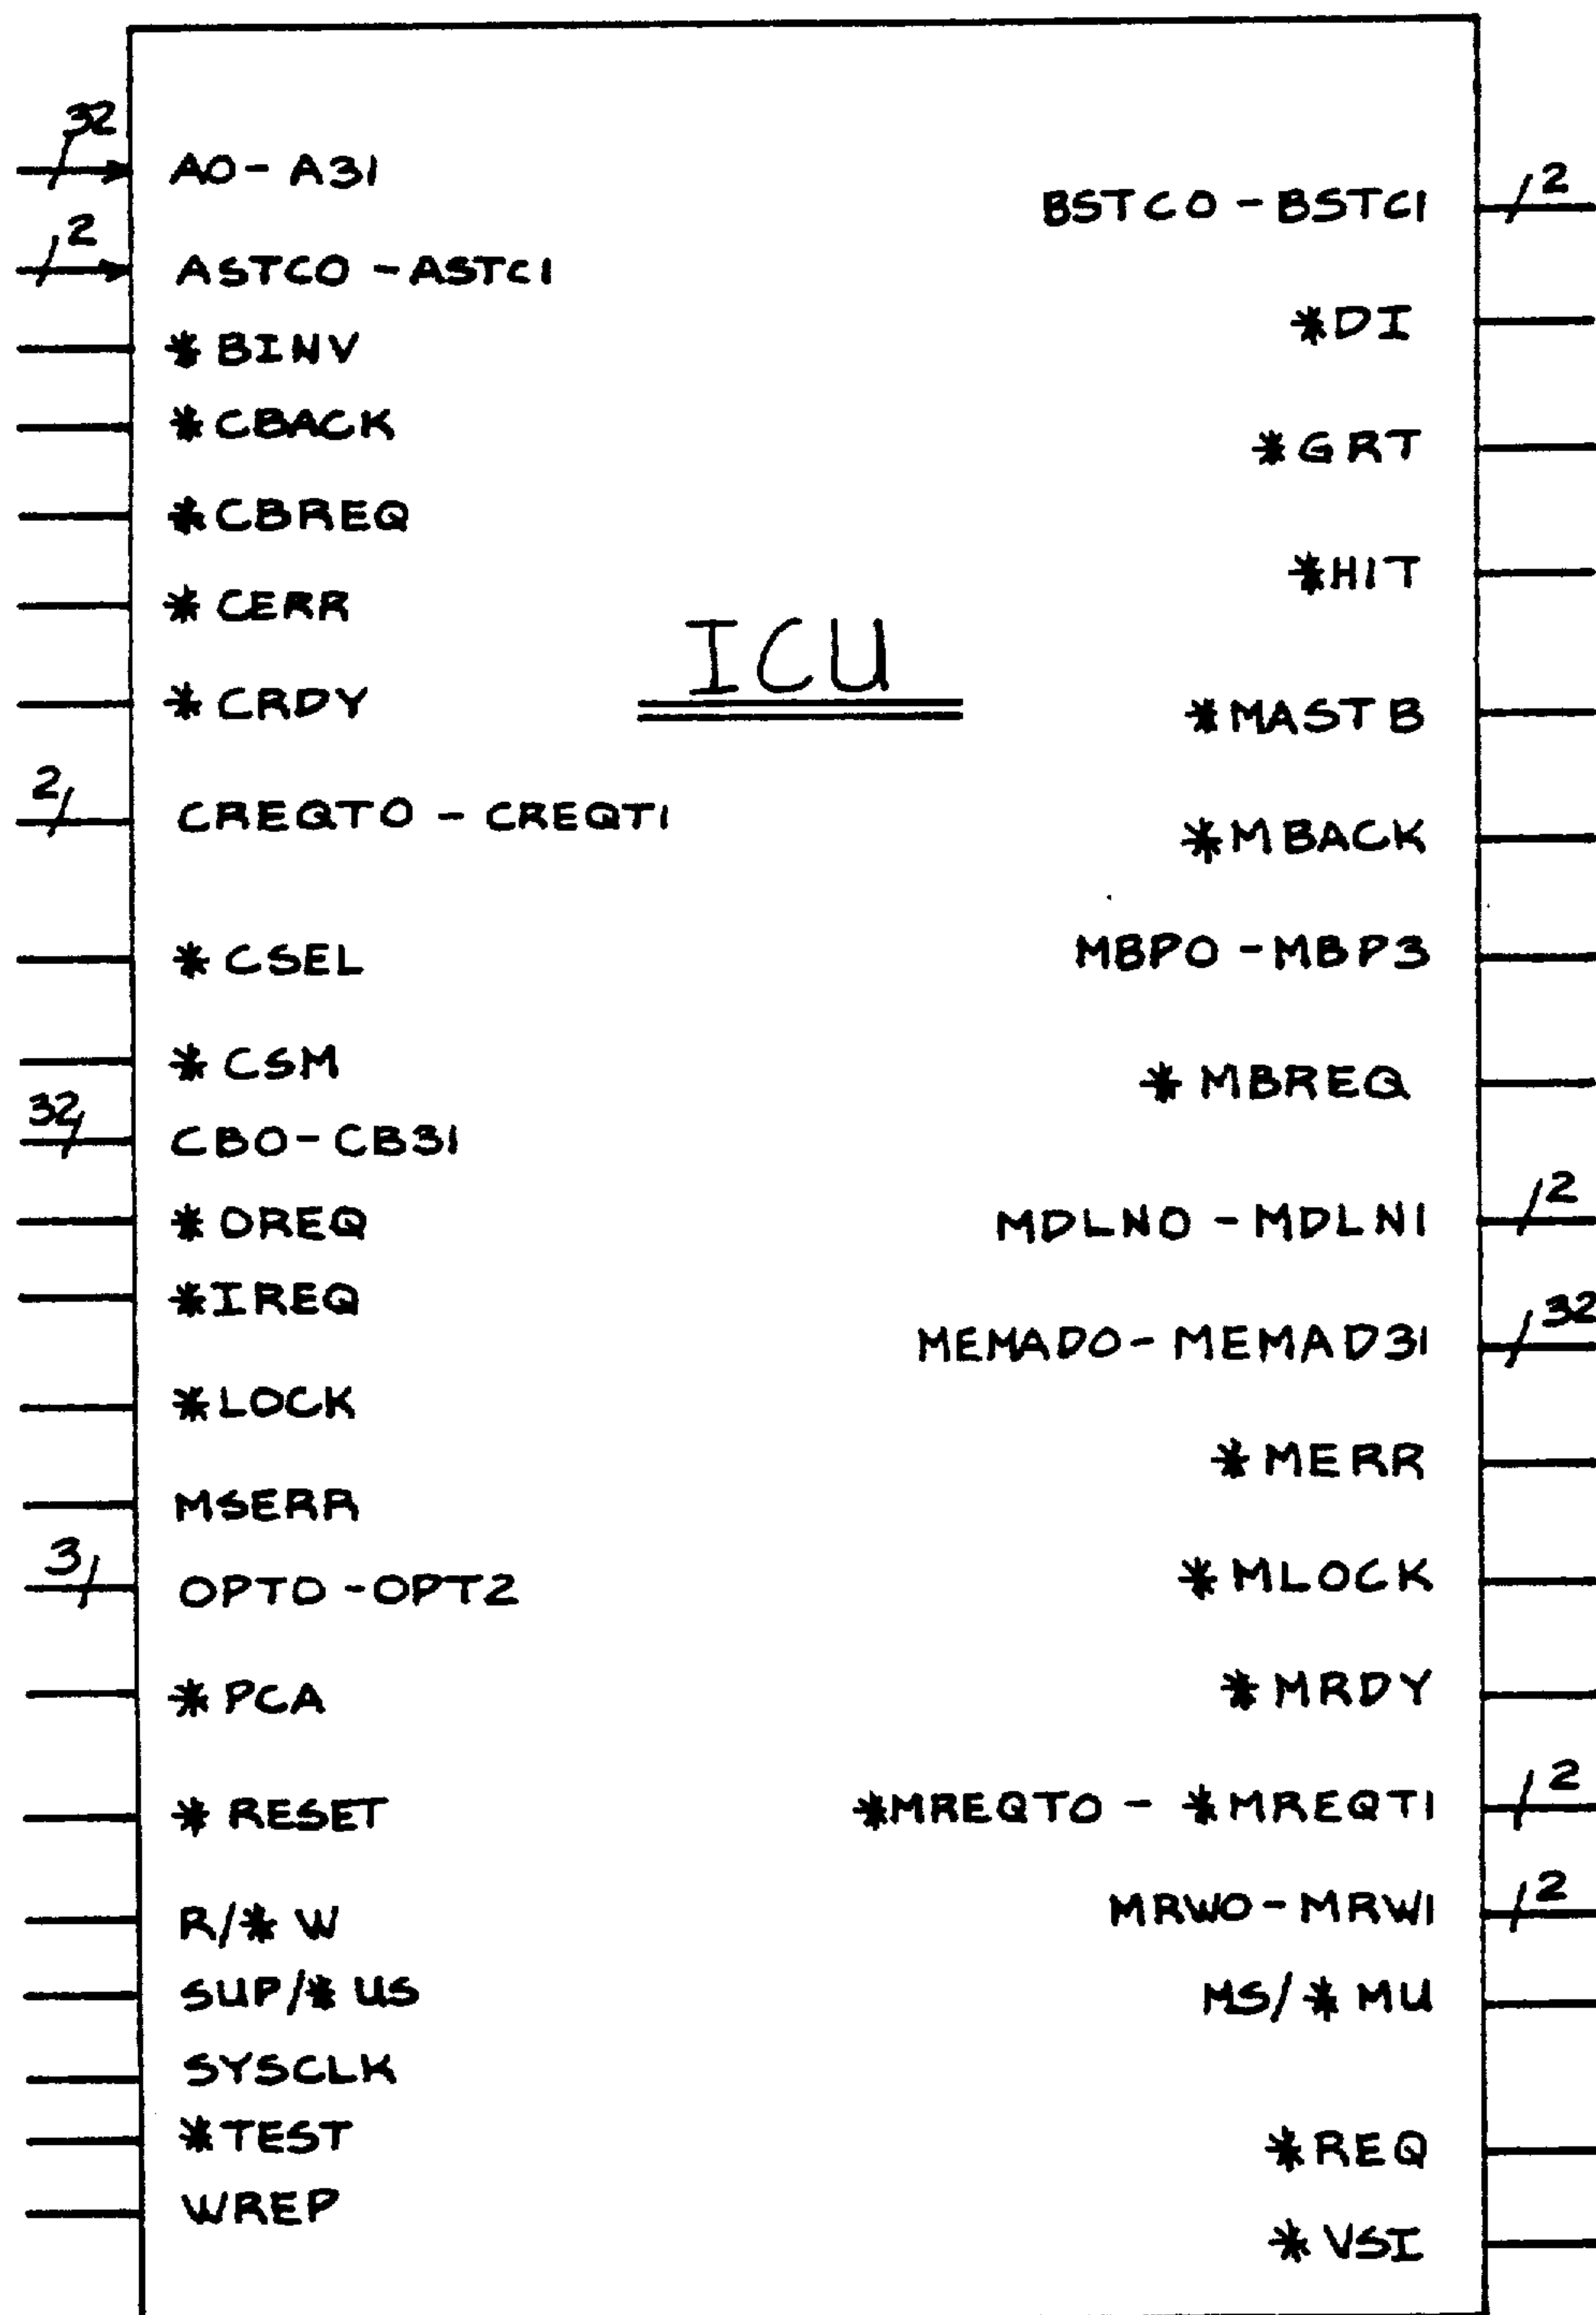 32
A0 - A31
2
ASTC0 - ASTC1
*BINV
*CBACK
*CBREQ
*CERR
*CRDY
2
CREQT0 - CREQT1
*CSEL
*CSM
32
CB0 - CB31
*DREQ
*IREQ
*LOCK
MSERR
3
OPT0 - OPT2
*PCA
*RESET
R/*W
SUP/*US
SYSCLK
*TEST
WREP
ICU
BSTC0 - BSTC1
2
*DI
*GRT
*HIT
*MASTB
*MBACK
MBP0 - MBP3
*MBREQ
MDLN0 - MDLN1
2
MEMAD0 - MEMAD31
32
*MERR
*MLOCK
*MRDY
*MREQT0 - *MREQT1
2
MRW0 - MRW1
2
MS/*MU
*REQ
*VSI